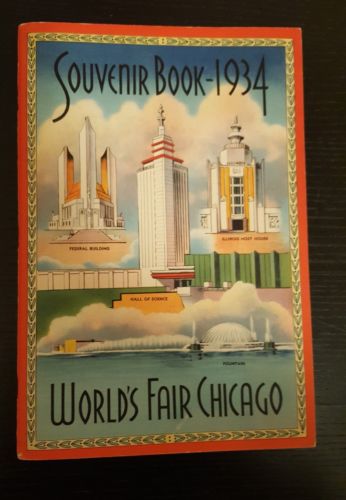 SOUVENIR BOOK-1934
FEDERAL BUILDING
ILLINOIS HOST HOUSE
HALL OF SCIENCE
FOUNTAIN
WORLD'S FAIR CHICAGO